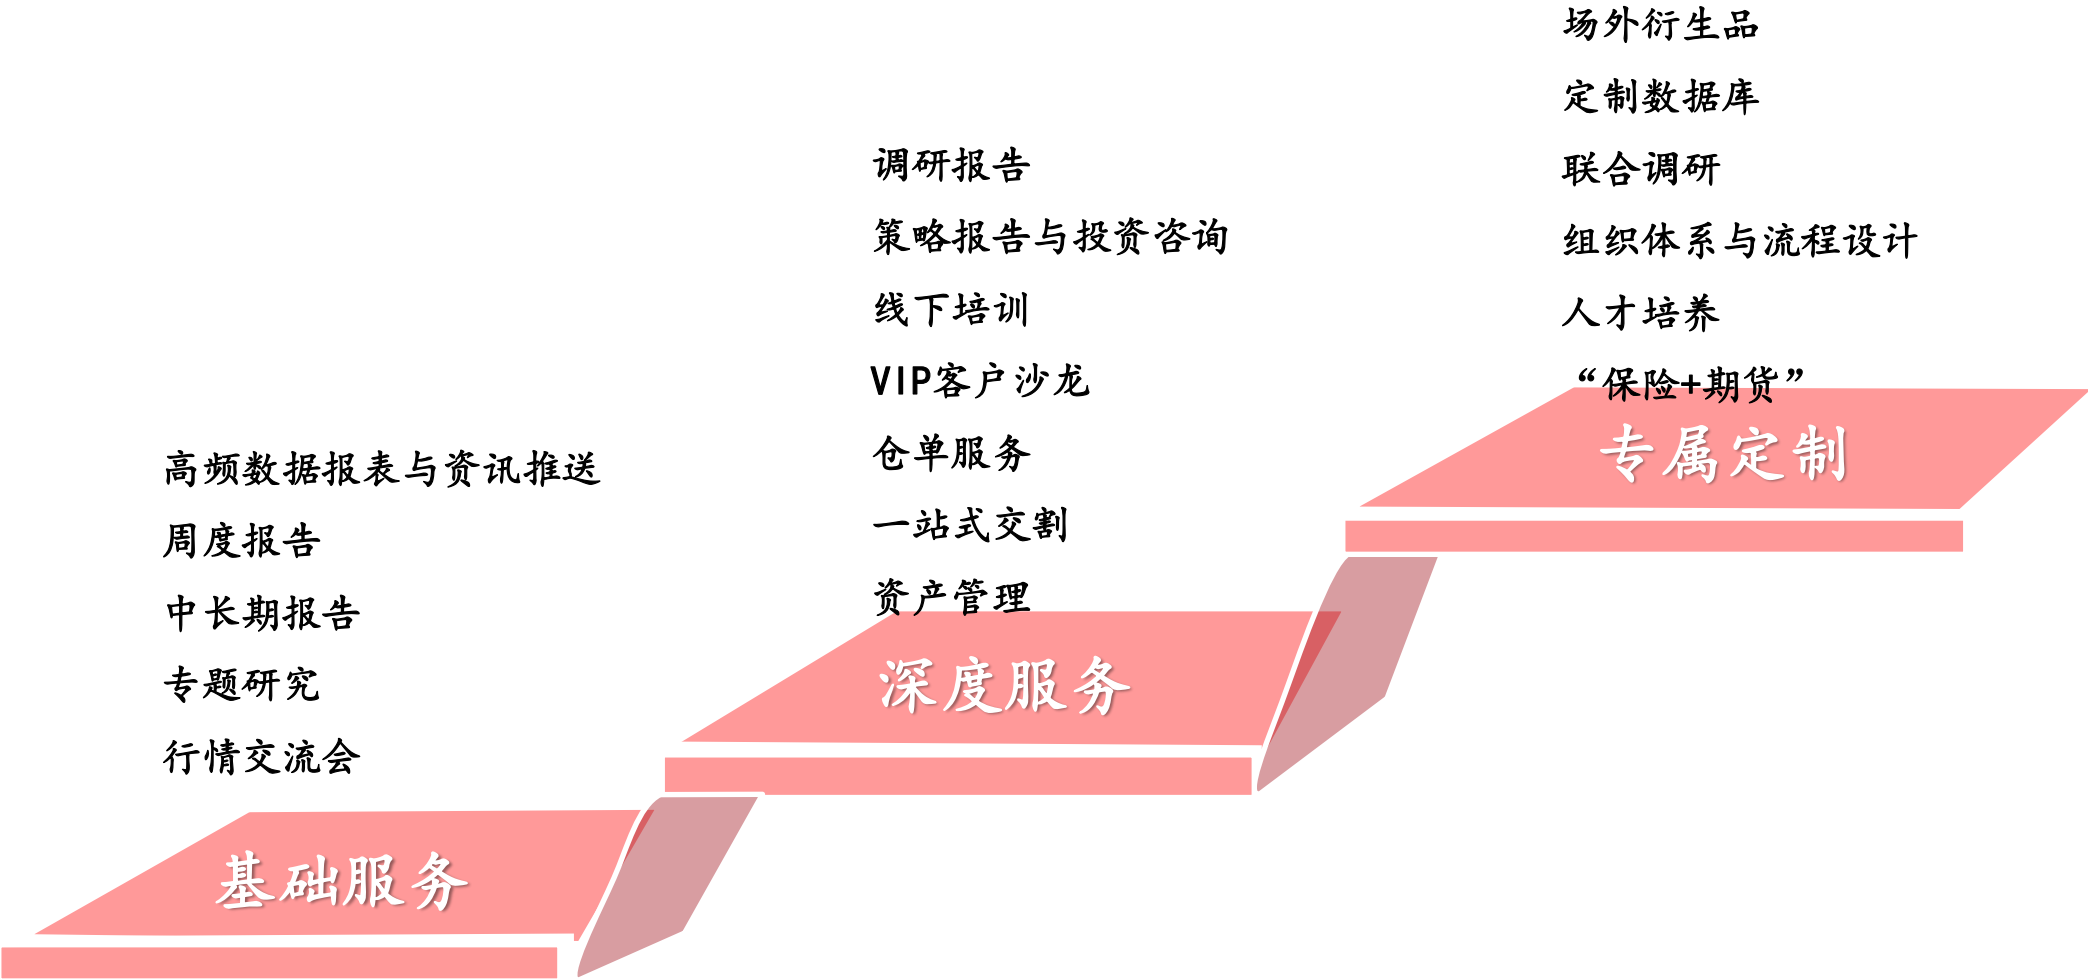 高频数据报表与资讯推送
周度报告
中长期报告
专题研究
行情交流会
基础服务
调研报告
策略报告与投资咨询
线下培训
VIP客户沙龙
仓单服务
一站式交割
资产管理
深度服务
场外衍生品
定制数据库
联合调研
组织体系与流程设计
人才培养
“保险+期货”
专属定制